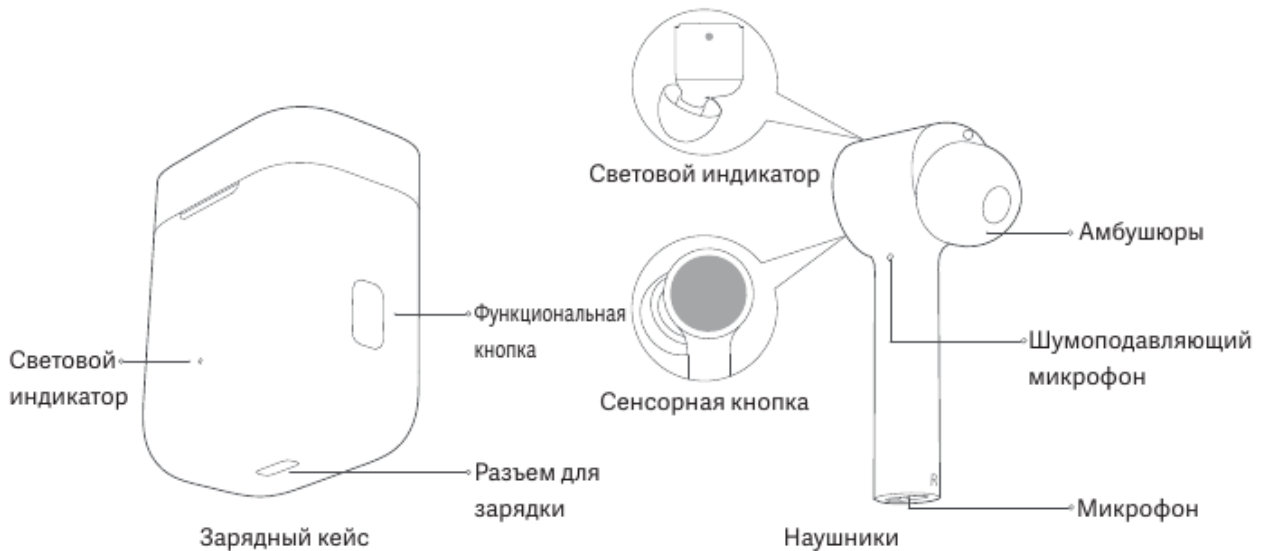 Световой
индикатор
Функциональная
кнопка
Разъем для
зарядки
Зарядный кейс
Световой индикатор
Сенсорная кнопка
Амбушюры
Шумоподавляющий
микрофон
R
Микрофон
Наушники